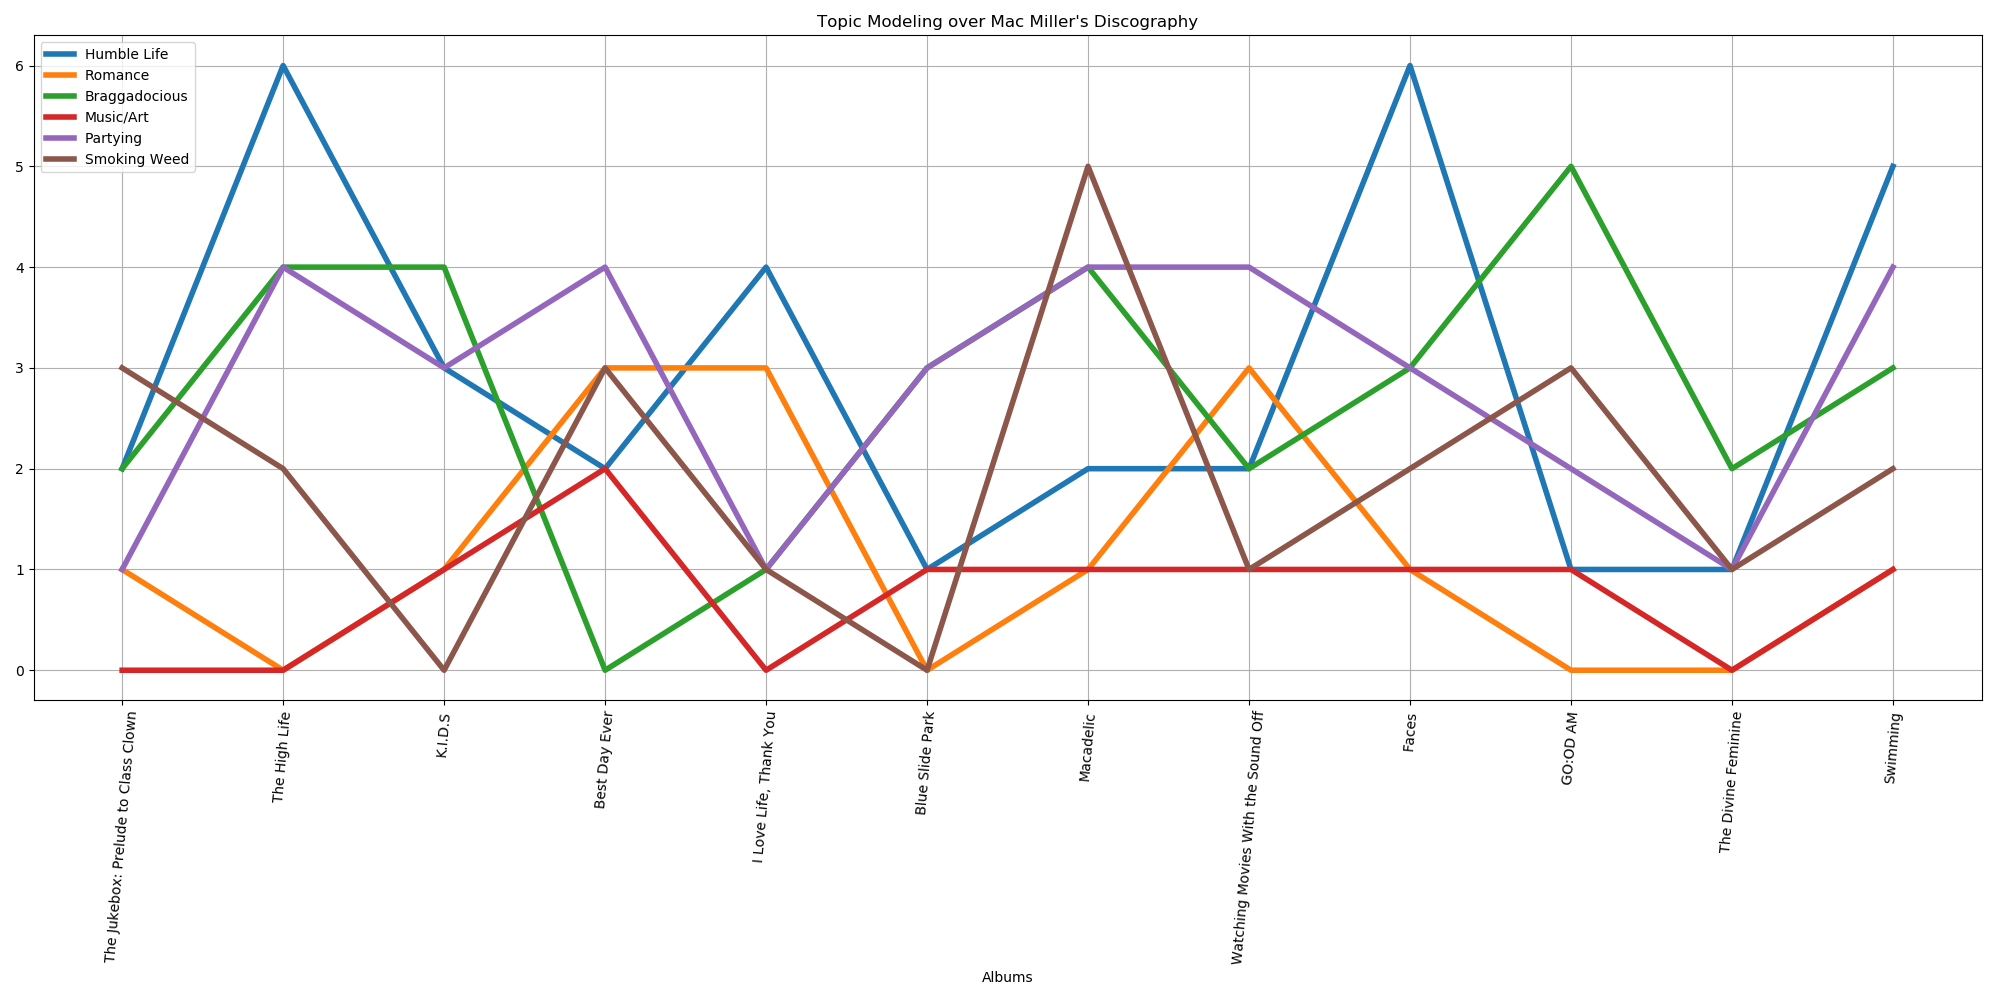 Topic Modeling over Mac Miller's Discography
Humble Life
Romance
Braggadocious
Music/Art
Partying
Smoking Weed
6
5
4
3
2
1
0
The Jukebox: Prelude to Class Clown
The High Life
K.I.D.S
Best Day Ever
I Love Life, Thank You
Blue Slide Park
Macadelic
Watching Movies With the Sound Off
Faces
GO:OD AM
The Divine Feminine
Swimming
Albums